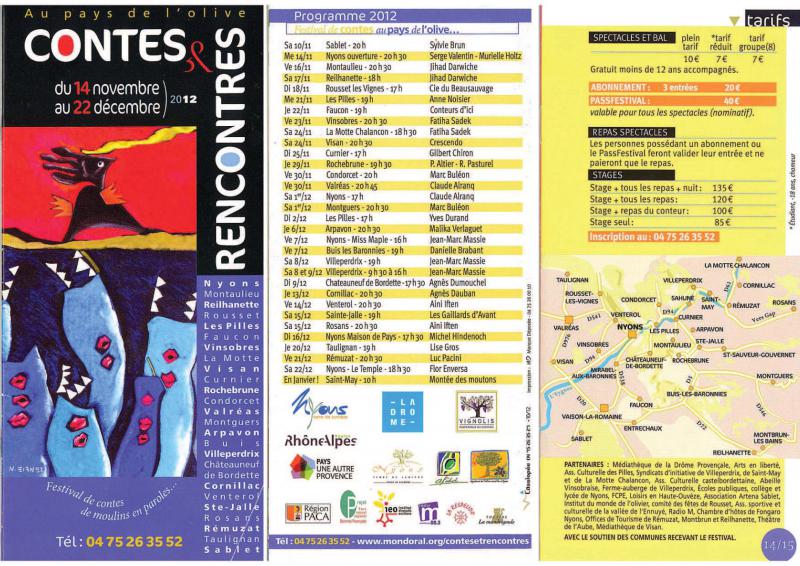 Au pays de l'olive
CONTES
&
RENCONTRES
du 14 novembre
au 22 décembre
2012
Nyons
Montaulieu
Reilhanette
Rousset
Les Pilles
Faucon
Vinsobres
La Motte
Visan
Curnier
Rochebrune
Condorcet
Valréas
Montguers
Arpavon
Buis
Villeperdrix
Châteauneuf
de Bordette
Cornillac
Venterol
Ste-Jalle
Rosans
Rémuzat
Taulignan
Sablet
Festival de contes
de moulins en paroles...
Tél : 04 75 26 35 52
Programme 2012
Festival de contes au pays de l'olive...
Sa 10/11 Sablet - 20 h Sylvie Brun
Me 14/11 Nyons ouverture - 20 h 30 Serge Valentin - Murielle Holtz
Ve 16/11 Montaulieu - 20 h 30 Jihad Darwiche
Sa 17/11 Reilhanette - 18 h Jihad Darwiche
Di 18/11 Rousset les Vignes - 17 h Cie du Beausauvage
Me 21/11 Les Pilles - 19 h Anne Noisier
Je 22/11 Faucon - 19 h Conteurs d'ici
Ve 23/11 Vinsobres - 20 h 30 Fatiha Sadek
Sa 24/11 La Motte Chalancon - 18 h 30 Fatiha Sadek
Sa 24/11 Visan - 20 h 30 Crescendo
Di 25/11 Curnier - 17 h Gilbert Chiron
Je 29/11 Rochebrune - 19 h 30 P. Altier - R. Pasturel
Ve 30/11 Condorcet - 20 h Marc Buléon
Ve 30/11 Valréas - 20 h 45 Claude Alranq
Sa 1er/12 Nyons - 17 h Claude Alranq
Sa 1er/12 Montguers - 20 h 30 Marc Buléon
Di 2/12 Les Pilles - 17 h Yves Durand
Je 6/12 Arpavon - 20 h 30 Malika Verlaguet
Ve 7/12 Nyons - Miss Maple - 16 h Jean-Marc Massie
Ve 7/12 Buis les Baronnies - 19 h Danielle Brabant
Sa 8/12 Villeperdrix - 19 h Jean-Marc Massie
Sa 8 et 9/12 Villeperdrix - 9 h 30 à 16 h Jean-Marc Massie
Di 9/12 Chateauneuf de Bordette - 17 h Agnès Dumouchel
Je 13/12 Cornillac - 20 h 30 Agnès Dauban
Ve 14/12 Venterol - 20 h Aini Iften
Sa 15/12 Sainte-Jalle - 19 h Les Gaillards d'Avant
Sa 15/12 Rosans - 20 h 30 Aini Iften
Di 16/12 Nyons Maison de Pays - 17 h 30 Michel Hindenoch
Je 20/12 Taulignan - 19 h Lise Gros
Ve 21/12 Rémuzat - 20 h 30 Luc Pacini
Sa 22/12 Nyons - Le Temple - 18 h 30 Flor Enversa
En Janvier ! Saint-May - 10 h Montée des moutons
Nyons
LA
DROME
VIGNOLIS
RhôneAlpes
PAYS
UNE AUTRE
PROVENCE
Nyons
Région
PACA
ieo
Tél : 04 75 26 35 52 - www.mondoral.org/contesetrencontres
tarifs
SPECTACLES ET BAL
plein tarif *tarif réduit tarif groupe(8)
10 € 7 € 7 €
Gratuit moins de 12 ans accompagnés.
ABONNEMENT : 3 entrées 20 €
PASSFESTIVAL : 40 €
valable pour tous les spectacles (nominatif).
REPAS SPECTACLES
Les personnes possédant un abonnement ou
le PassFestival feront valider leur entrée et ne
paieront que le repas.
STAGES
Stage + tous les repas + nuit : 135 €
Stage + tous les repas : 120 €
Stage + repas du conteur : 100 €
Stage seul : 85 €
Inscription au : 04 75 26 35 52
* Étudiant, -18 ans, chomeur
LA MOTTE CHALANCON
TAULIGNAN
VILLEPERDRIX
CORNILLAC
ROUSSET-
LES-VIGNES
CONDORCET
SAHUNE
SAINT-
MAY
RÉMUZAT
ROSANS
D541
VENTEROL
D94
CURNIER
Vers Gap
VALRÉAS
NYONS
ARPAVON
LES PILLES
D976
VINSOBRES
MONTAULIEU
STE-JALLE
D94
CHÂTEAUNEUF-
DE-BORDETTE
ROCHEBRUNE
ST-SAUVEUR-GOUVERNET
VISAN
MIRABEL-
AUX-BARONNIES
D538
MONTGUERS
L'Eygues
D20
BUIS-LES-BARONNIES
FAUCON
D546
VAISON-LA-ROMAINE
D72
ENTRECHAUX
MONTBRUN-
LES-BAINS
SABLET
REILHANETTE
PARTENAIRES : Médiathèque de la Drôme Provençale, Arts en liberté,
Ass. Culturelle des Pilles, Syndicats d'initiative de Villeperdrix, de Saint-May
et de La Motte Chalancon, Ass. Culturelle castelbordettaine, Abeille
Vinsobraise, Ferme-auberge de Villeperdrix, Écoles publiques, collège et
lycée de Nyons, FCPE, Loisirs en Haute-Ouvèze, Association Artena Sablet,
Institut du monde de l'olivier, comité des fêtes de Rousset, Ass. sportive et
culturelle de la vallée de l'Ennuyé, Radio M, Chambre d'hôtes de Fongaro
Nyons, Offices de Tourisme de Rémuzat, Montbrun et Reilhanette, Théâtre
de l'Aube, Médiathèque de Visan.
AVEC LE SOUTIEN DES COMMUNES RECEVANT LE FESTIVAL.
14/15